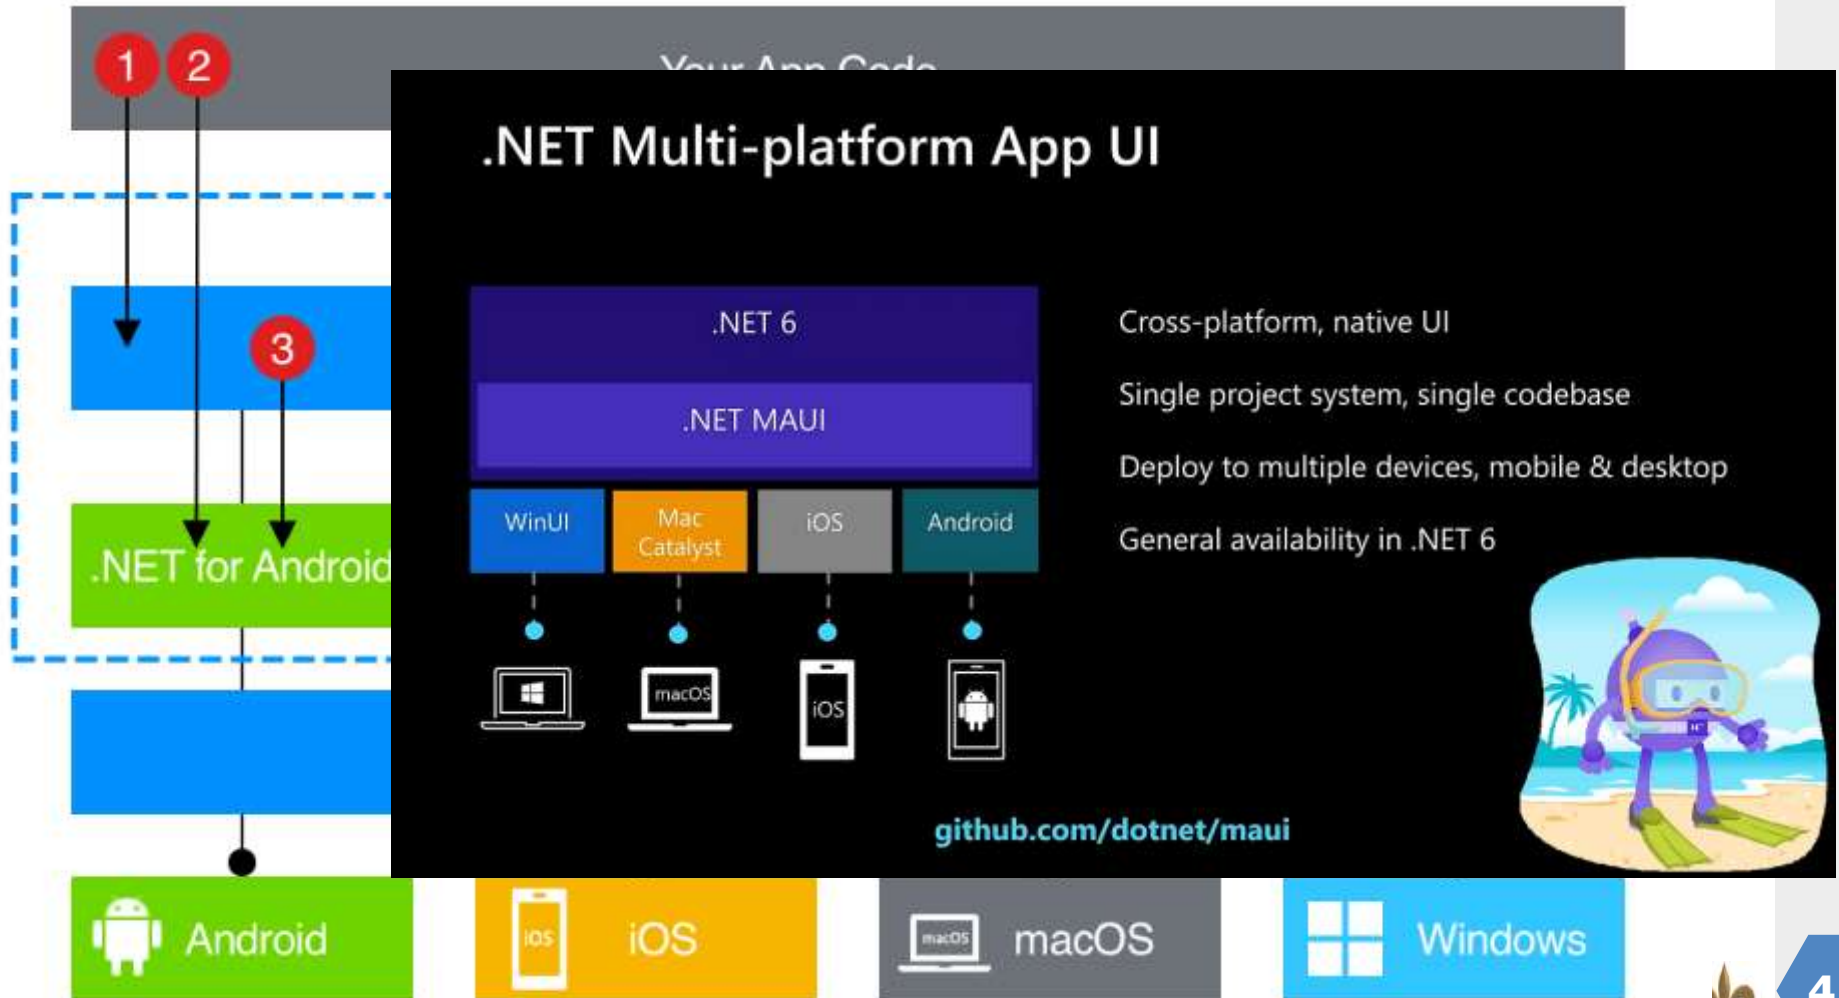 1 2
Your App Code
.NET Multi-platform App UI
.NET 6
.NET MAUI
WinUI
Mac
Catalyst
iOS
Android
macOS
iOS
Cross-platform, native UI
Single project system, single codebase
Deploy to multiple devices, mobile & desktop
General availability in .NET 6
github.com/dotnet/maui
3
.NET for Android
Android
iOS
iOS
macOS
macOS
Windows
4